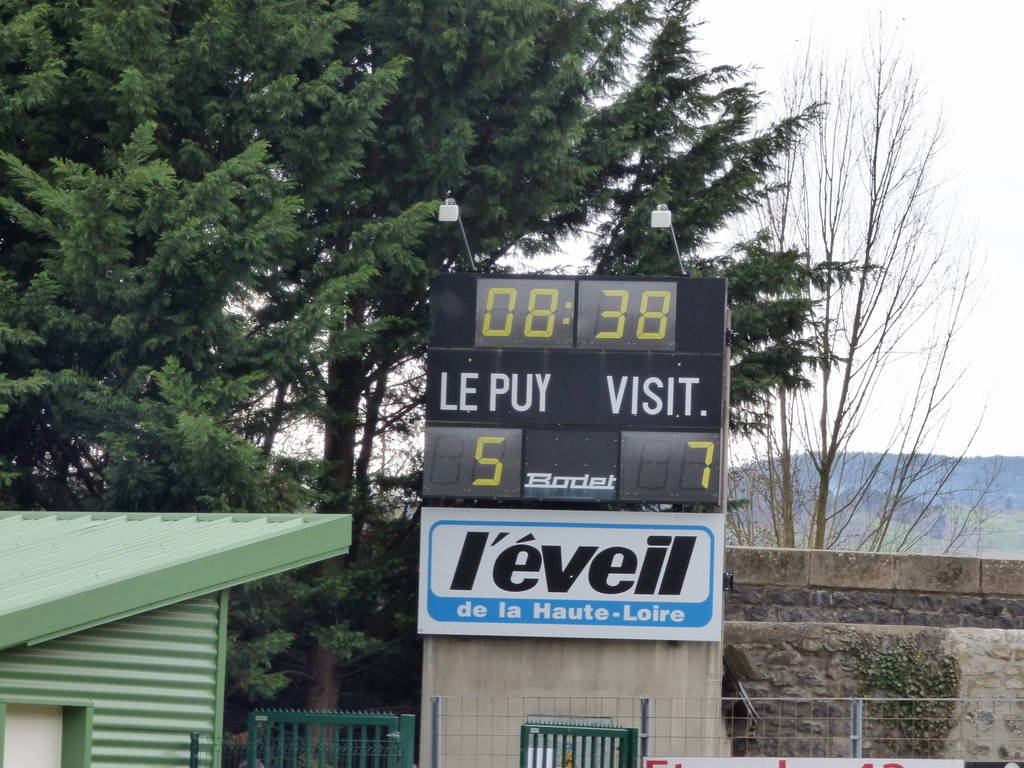 08:38
LE PUY VISIT.
5 7
Bodet
l'éveil
de la Haute-Loire